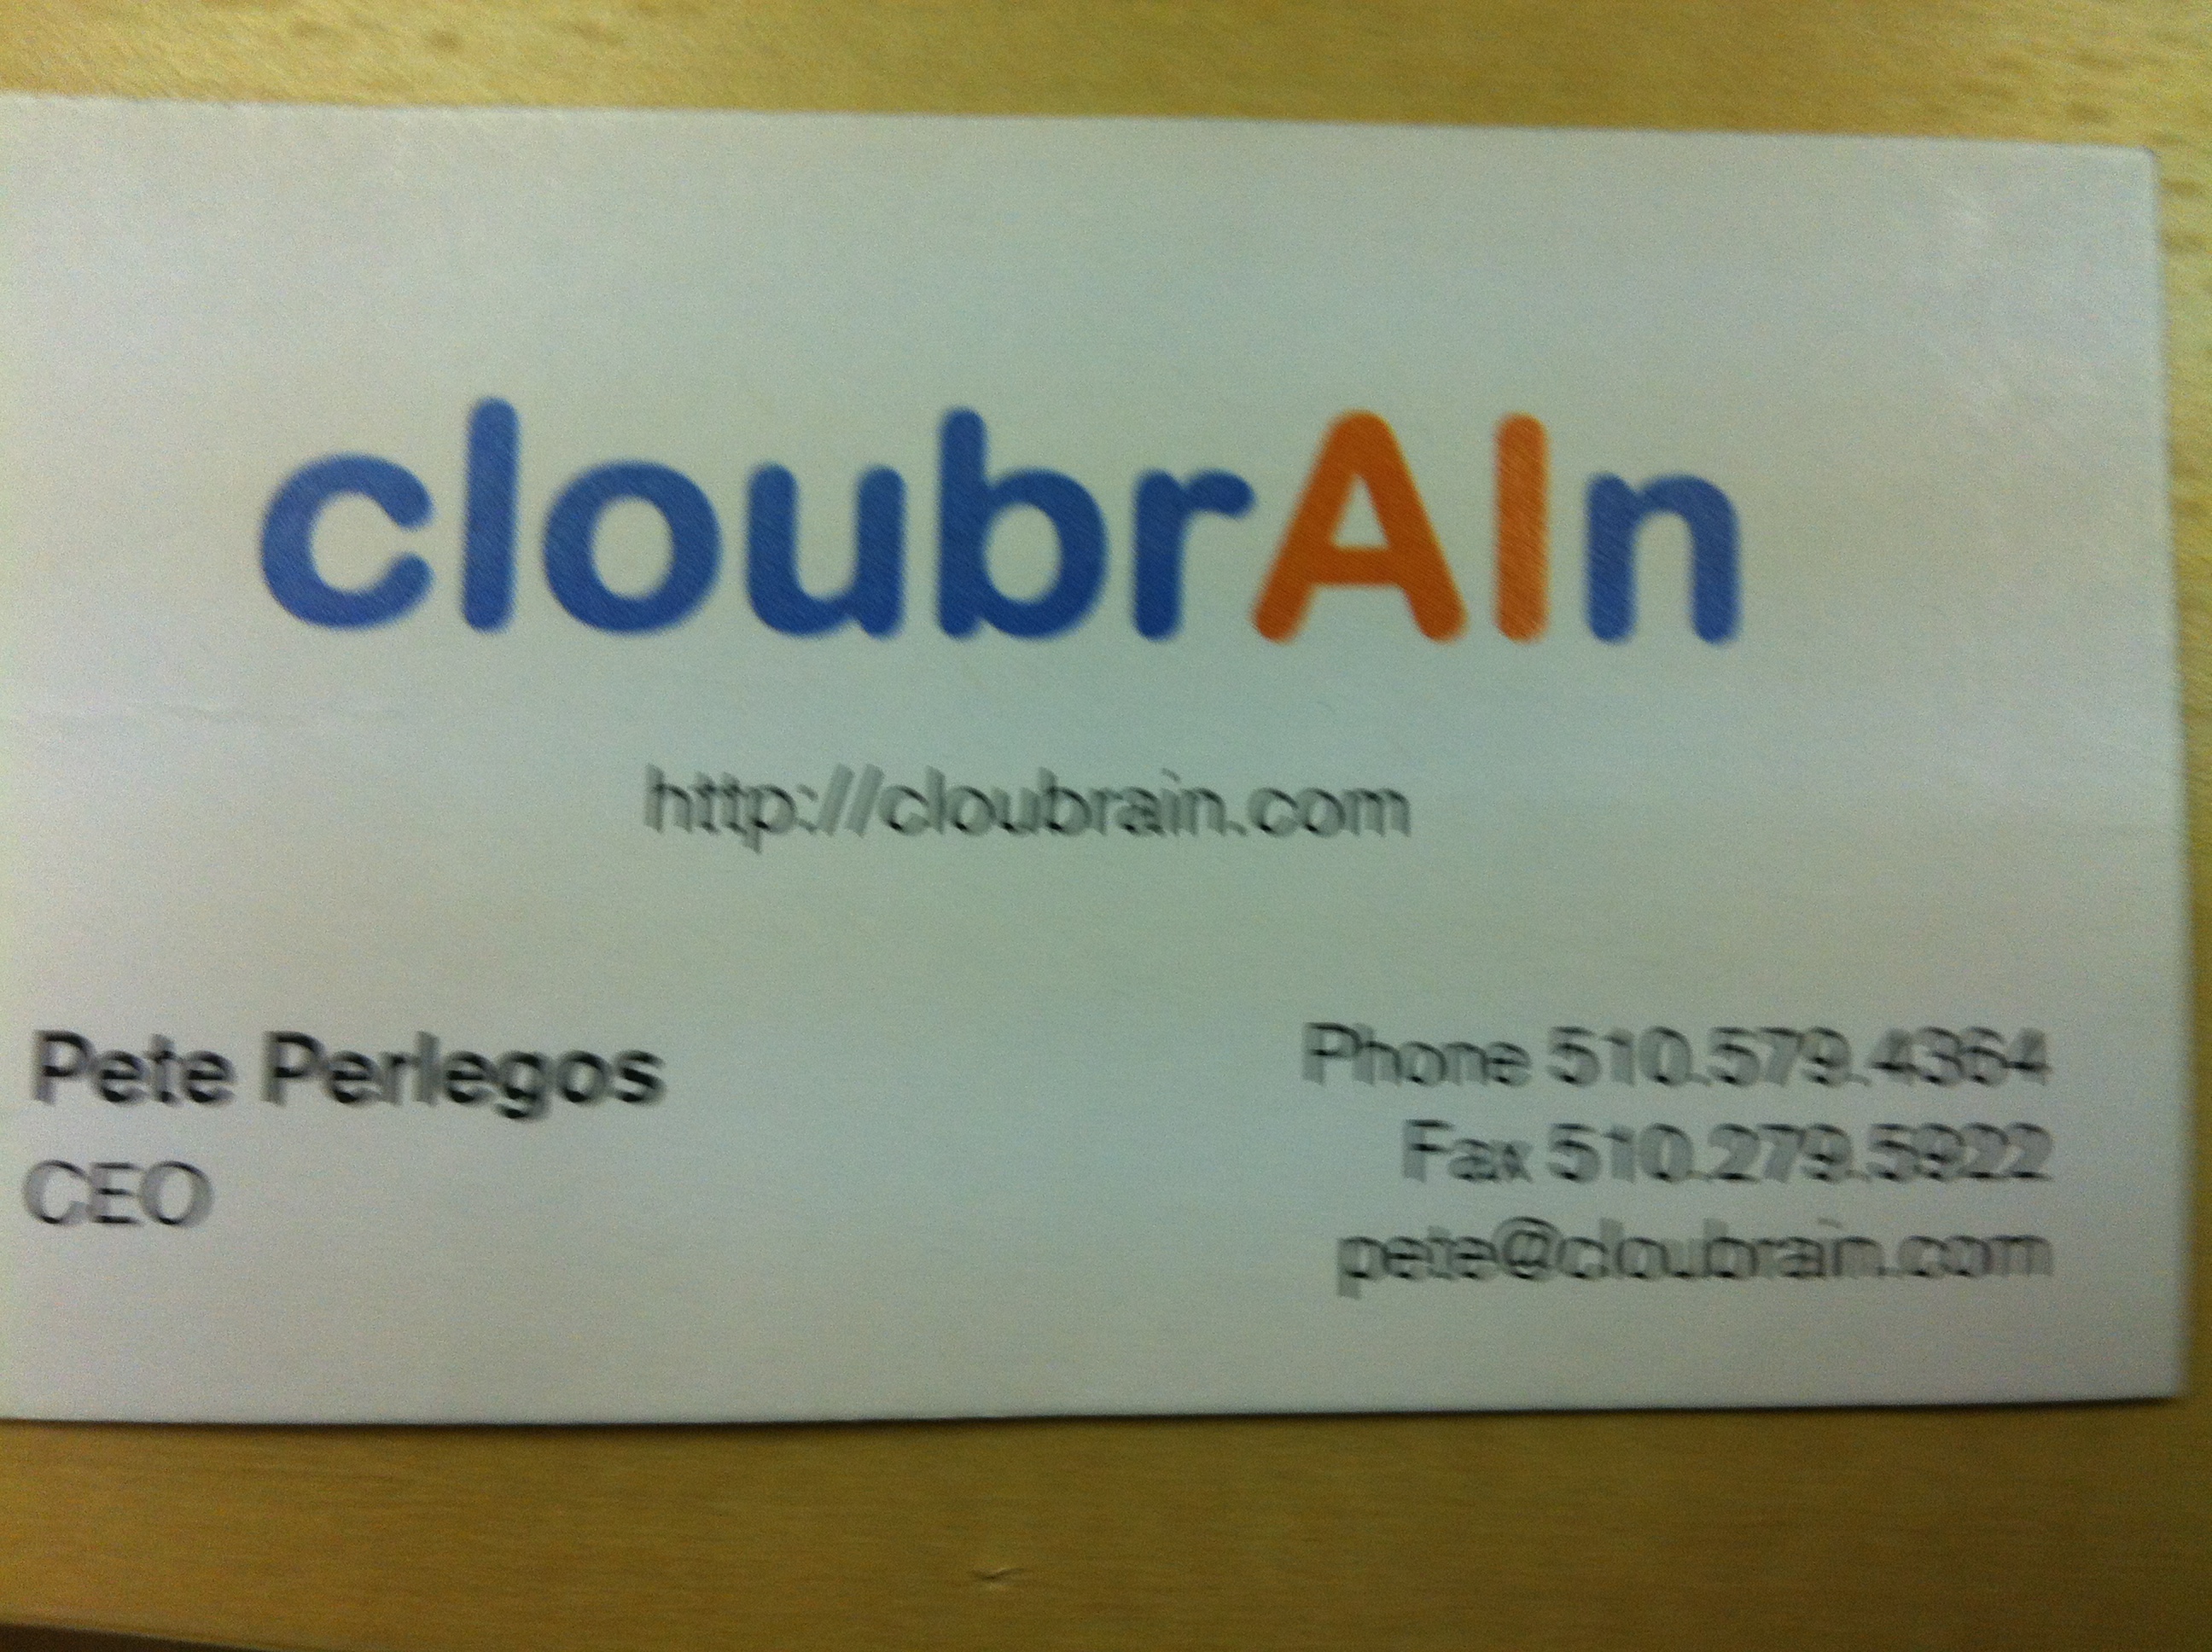 cloubrAIn
http://cloubrain.com
Pete Perlegos
CEO
Phone 510.579.4364
Fax 510.279.5922
pete@cloubrain.com